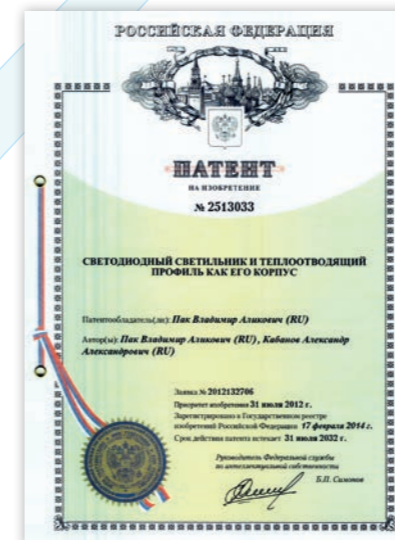 РОССИЙСКАЯ ФЕДЕРАЦИЯ
ПАТЕНТ
НА ИЗОБРЕТЕНИЕ
№ 2513033
СВЕТОДИОДНЫЙ СВЕТИЛЬНИК И ТЕПЛООТВОДЯЩИЙ
ПРОФИЛЬ КАК ЕГО КОРПУС
Патентообладатель(ли): Пак Владимир Аликович (RU)
Автор(ы): Пак Владимир Аликович (RU), Кабанов Александр
Александрович (RU)
Заявка № 2012132706
Приоритет изобретения 31 июля 2012 г.
Зарегистрировано в Государственном реестре
изобретений Российской Федерации 17 февраля 2014 г.
Срок действия патента истекает 31 июля 2032 г.
Руководитель Федеральной службы
по интеллектуальной собственности
Б.П. Симонов